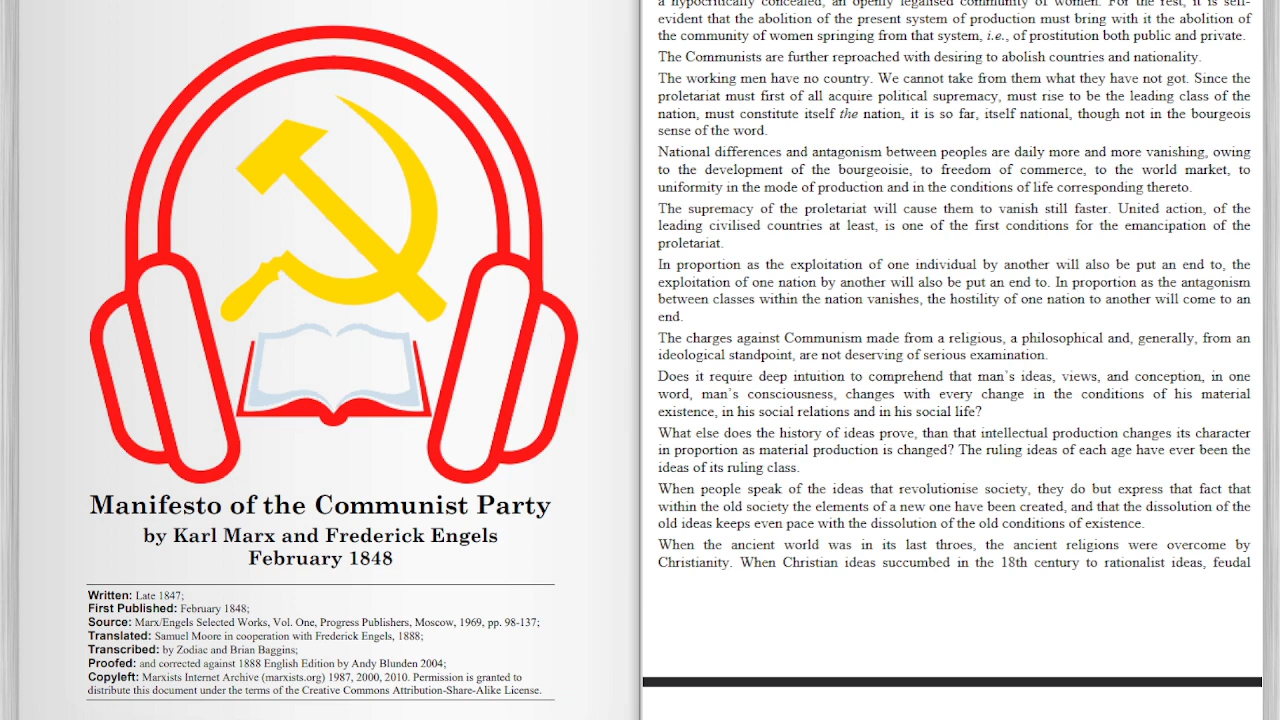 Manifesto of the Communist Party
by Karl Marx and Frederick Engels
February 1848
Written: Late 1847;
First Published: February 1848;
Source: Marx/Engels Selected Works, Vol. One, Progress Publishers, Moscow, 1969, pp. 98-137;
Translated: Samuel Moore in cooperation with Frederick Engels, 1888;
Transcribed: by Zodiac and Brian Baggins;
Proofed: and corrected against 1888 English Edition by Andy Blunden 2004;
Copyleft: Marxists Internet Archive (marxists.org) 1987, 2000, 2010. Permission is granted to
distribute this document under the terms of the Creative Commons Attribution-Share-Alike License.
a hypocritically concealed, an openly legalised community of women. For the rest, it is self-
evident that the abolition of the present system of production must bring with it the abolition of
the community of women springing from that system, i.e., of prostitution both public and private.
The Communists are further reproached with desiring to abolish countries and nationality.
The working men have no country. We cannot take from them what they have not got. Since the
proletariat must first of all acquire political supremacy, must rise to be the leading class of the
nation, must constitute itself the nation, it is so far, itself national, though not in the bourgeois
sense of the word.
National differences and antagonism between peoples are daily more and more vanishing, owing
to the development of the bourgeoisie, to freedom of commerce, to the world market, to
uniformity in the mode of production and in the conditions of life corresponding thereto.
The supremacy of the proletariat will cause them to vanish still faster. United action, of the
leading civilised countries at least, is one of the first conditions for the emancipation of the
proletariat.
In proportion as the exploitation of one individual by another will also be put an end to, the
exploitation of one nation by another will also be put an end to. In proportion as the antagonism
between classes within the nation vanishes, the hostility of one nation to another will come to an
end.
The charges against Communism made from a religious, a philosophical and, generally, from an
ideological standpoint, are not deserving of serious examination.
Does it require deep intuition to comprehend that man's ideas, views, and conception, in one
word, man's consciousness, changes with every change in the conditions of his material
existence, in his social relations and in his social life?
What else does the history of ideas prove, than that intellectual production changes its character
in proportion as material production is changed? The ruling ideas of each age have ever been the
ideas of its ruling class.
When people speak of the ideas that revolutionise society, they do but express that fact that
within the old society the elements of a new one have been created, and that the dissolution of the
old ideas keeps even pace with the dissolution of the old conditions of existence.
When the ancient world was in its last throes, the ancient religions were overcome by
Christianity. When Christian ideas succumbed in the 18th century to rationalist ideas, feudal